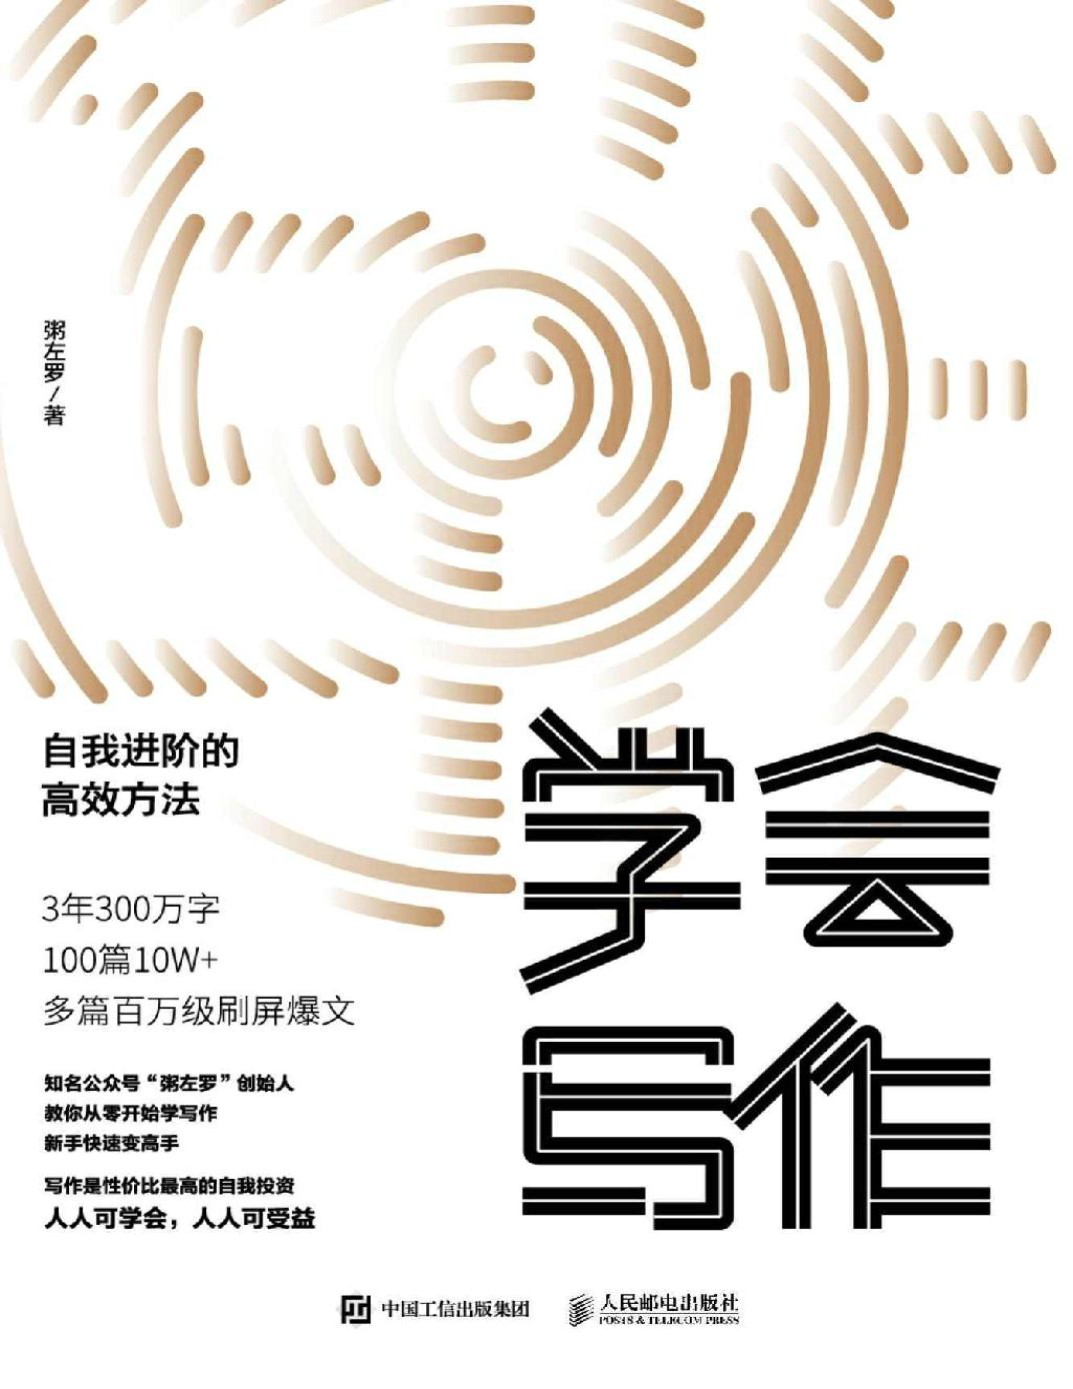 粥左罗/著
自我进阶的
高效方法
学会
写作
3年300万字
100篇10W+
多篇百万级刷屏爆文
知名公众号“粥左罗”创始人
教你从零开始学写作
新手快速变高手
写作是性价比最高的自我投资
人人可学会，人人可受益
中国工信出版集团
人民邮电出版社
POSTS & TELECOM PRESS